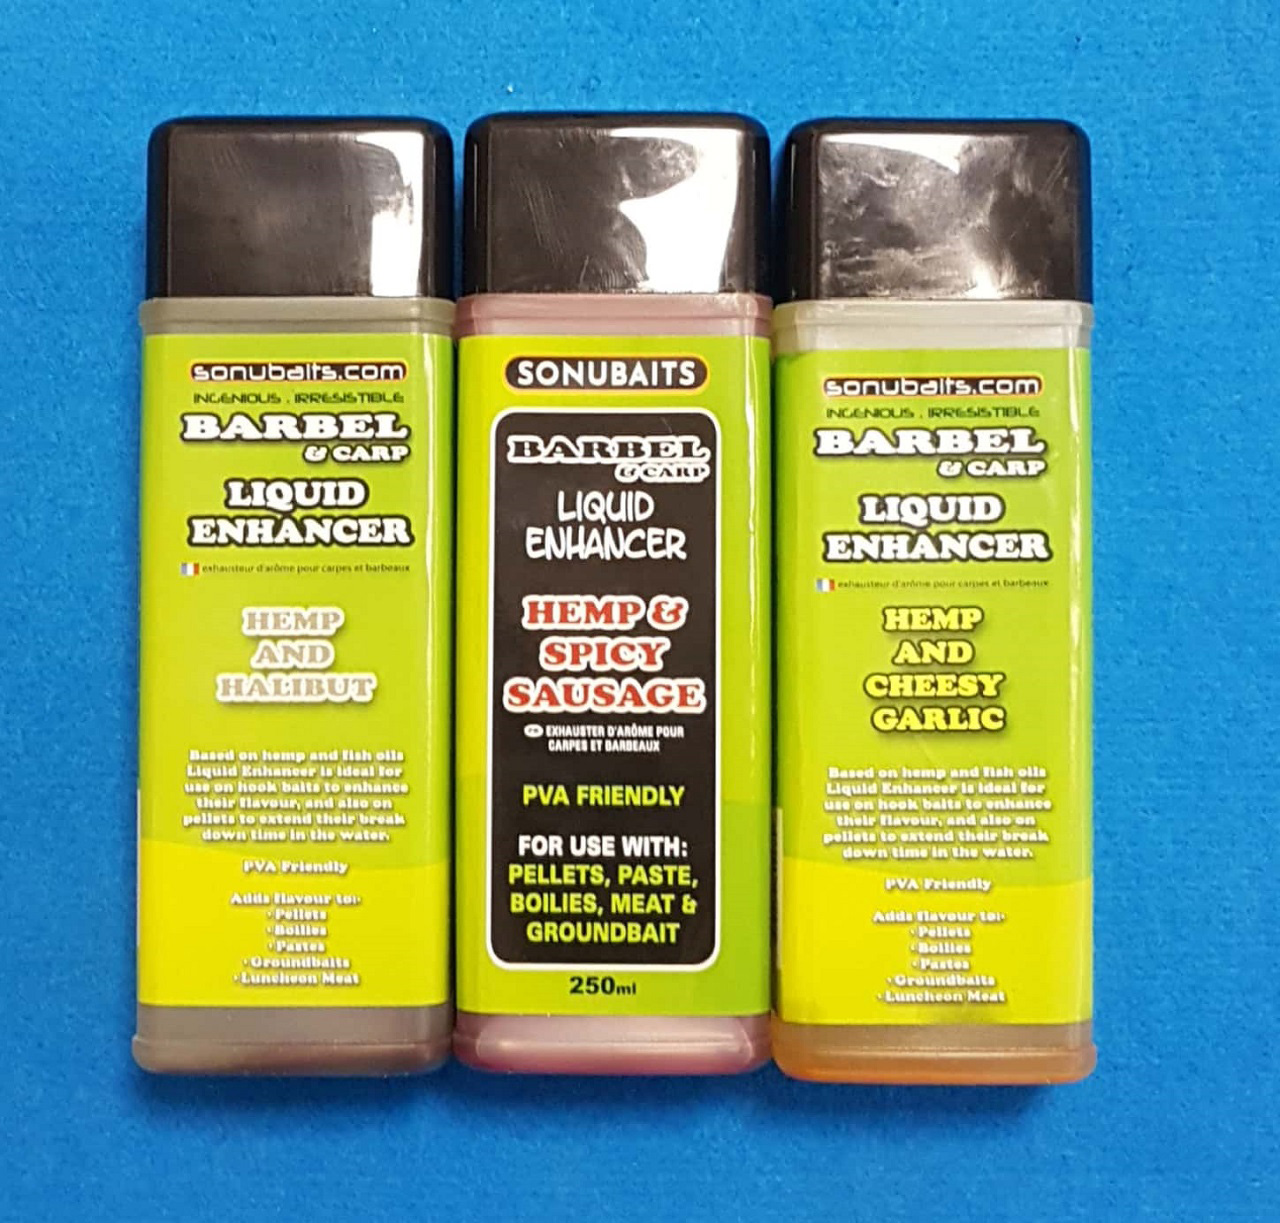 sonubaits.com
INGENIOUS . IRRESISTIBLE
BARBEL
& CARP
LIQUID
ENHANCER
exhausteur d'arôme pour carpes et barbeaux
HEMP
AND
HALIBUT
Based on hemp and fish oils
Liquid Enhancer is ideal for
use on hook baits to enhance
their flavour, and also on
pellets to extend their break
down time in the water.
PVA Friendly
Adds flavour to:-
• Pellets
• Boilies
• Pastes
• Groundbaits
• Luncheon Meat
SONUBAITS
BARBEL
& CARP
LIQUID
ENHANCER
HEMP &
SPICY
SAUSAGE
EXHAUSTER D'ARÔME POUR
CARPES ET BARBEAUX
PVA FRIENDLY
FOR USE WITH:
PELLETS, PASTE,
BOILIES, MEAT &
GROUNDBAIT
250ml
sonubaits.com
INGENIOUS . IRRESISTIBLE
BARBEL
& CARP
LIQUID
ENHANCER
exhausteur d'arôme pour carpes et barbeaux
HEMP
AND
CHEESY
GARLIC
Based on hemp and fish oils
Liquid Enhancer is ideal for
use on hook baits to enhance
their flavour, and also on
pellets to extend their break
down time in the water.
PVA Friendly
Adds flavour to:-
• Pellets
• Boilies
• Pastes
• Groundbaits
• Luncheon Meat